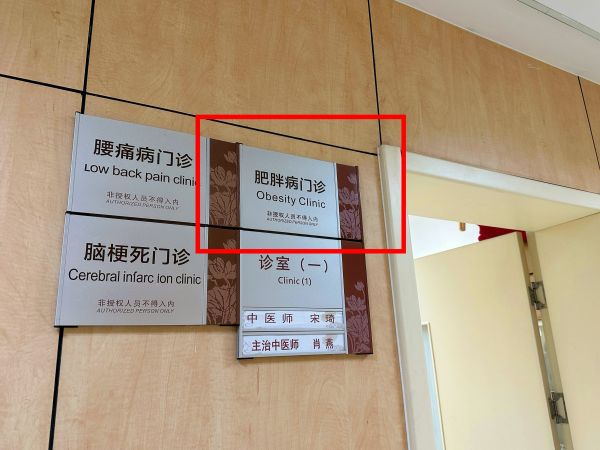 腰痛病门诊
Low back pain clinic
非授权人员不得入内
AUTHORIZED PERSON ONLY
肥胖病门诊
Obesity Clinic
非授权人员不得入内
AUTHORIZED PERSON ONLY
脑梗死门诊
Cerebral infarc ion clinic
非授权人员不得入内
AUTHORIZED PERSON ONLY
诊室（一）
Clinic (1)
中医师 宋琦
主治中医师 肖燕